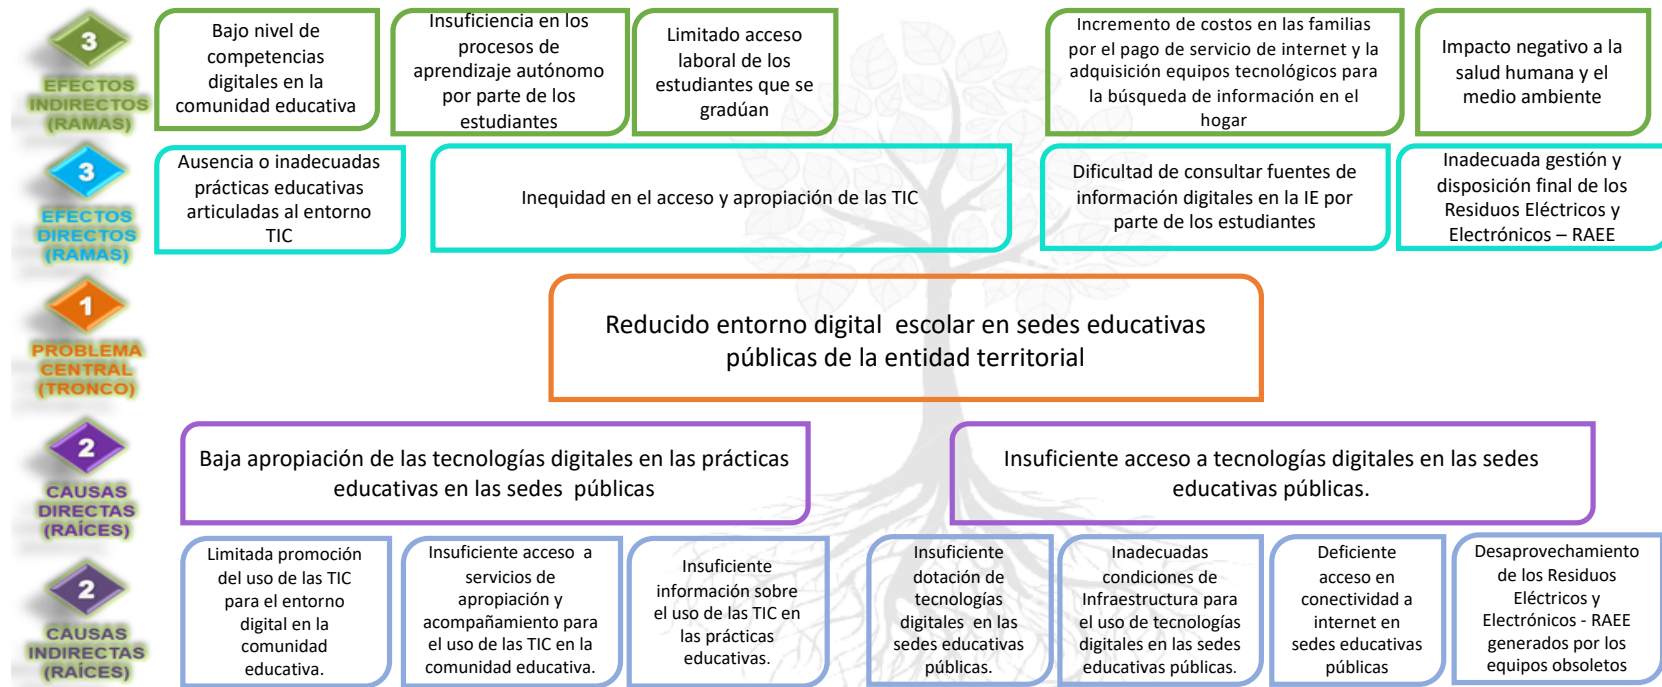 3
EFECTOS
INDIRECTOS
(RAMAS)
Bajo nivel de
competencias
digitales en la
comunidad educativa
Insuficiencia en los
procesos de
aprendizaje autónomo
por parte de los
estudiantes
Limitado acceso
laboral de los
estudiantes que se
gradúan
Incremento de costos en las familias
por el pago de servicio de internet y la
adquisición equipos tecnológicos para
la búsqueda de información en el
hogar
Impacto negativo a la
salud humana y el
medio ambiente
3
EFECTOS
DIRECTOS
(RAMAS)
Ausencia o inadecuadas
prácticas educativas
articuladas al entorno
TIC
Inequidad en el acceso y apropiación de las TIC
Dificultad de consultar fuentes de
información digitales en la IE por
parte de los estudiantes
Inadecuada gestión y
disposición final de los
Residuos Eléctricos y
Electrónicos – RAEE
1
PROBLEMA
CENTRAL
(TRONCO)
Reducido entorno digital escolar en sedes educativas
públicas de la entidad territorial
2
CAUSAS
DIRECTAS
(RAÍCES)
Baja apropiación de las tecnologías digitales en las prácticas
educativas en las sedes públicas
Insuficiente acceso a tecnologías digitales en las sedes
educativas públicas.
2
CAUSAS
INDIRECTAS
(RAÍCES)
Limitada promoción
del uso de las TIC
para el entorno
digital en la
comunidad
educativa.
Insuficiente acceso a
servicios de
apropiación y
acompañamiento para
el uso de las TIC en la
comunidad educativa.
Insuficiente
información sobre
el uso de las TIC en
las prácticas
educativas.
Insuficiente
dotación de
tecnologías
digitales en las
sedes educativas
públicas.
Inadecuadas
condiciones de
Infraestructura para
el uso de tecnologías
digitales en las sedes
educativas públicas.
Deficiente
acceso en
conectividad a
internet en
sedes educativas
públicas
Desaprovechamiento
de los Residuos
Eléctricos y
Electrónicos - RAEE
generados por los
equipos obsoletos